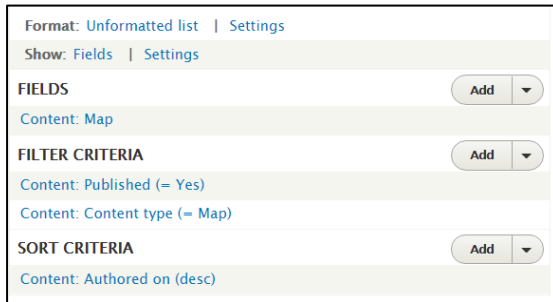 Format: Unformatted list | Settings
Show: Fields | Settings
FIELDS Add
Content: Map
FILTER CRITERIA Add
Content: Published (= Yes)
Content: Content type (= Map)
SORT CRITERIA Add
Content: Authored on (desc)